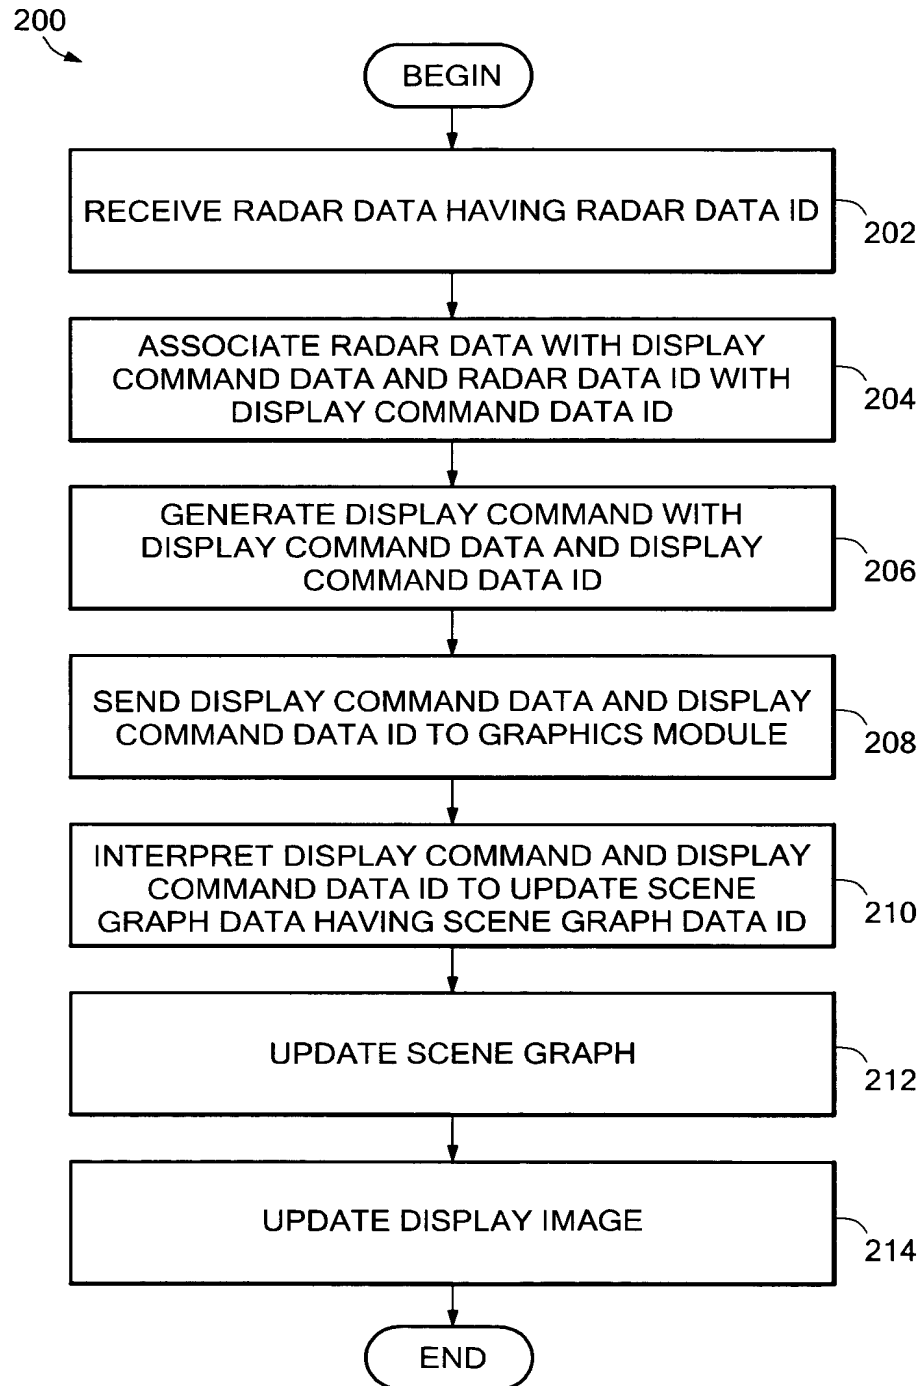 200
BEGIN
RECEIVE RADAR DATA HAVING RADAR DATA ID
202
ASSOCIATE RADAR DATA WITH DISPLAY
COMMAND DATA AND RADAR DATA ID WITH
DISPLAY COMMAND DATA ID
204
GENERATE DISPLAY COMMAND WITH
DISPLAY COMMAND DATA AND DISPLAY
COMMAND DATA ID
206
SEND DISPLAY COMMAND DATA AND DISPLAY
COMMAND DATA ID TO GRAPHICS MODULE
208
INTERPRET DISPLAY COMMAND AND DISPLAY
COMMAND DATA ID TO UPDATE SCENE
GRAPH DATA HAVING SCENE GRAPH DATA ID
210
UPDATE SCENE GRAPH
212
UPDATE DISPLAY IMAGE
214
END